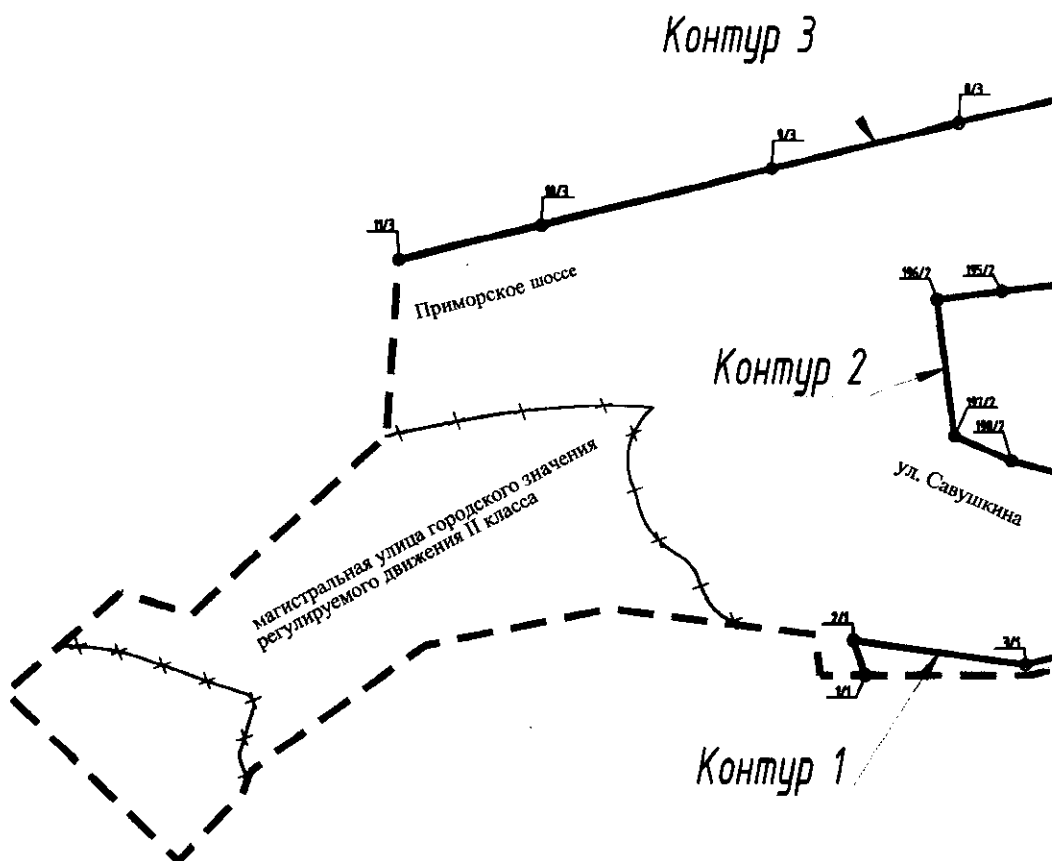 Контур 3
8/3
9/3
10/3
11/3
Приморское шоссе
196/2
195/2
Контур 2
197/2
198/2
ул. Савушкина
магистральная улица городского значения
регулируемого движения II класса
2/1
3/1
1/1
Контур 1